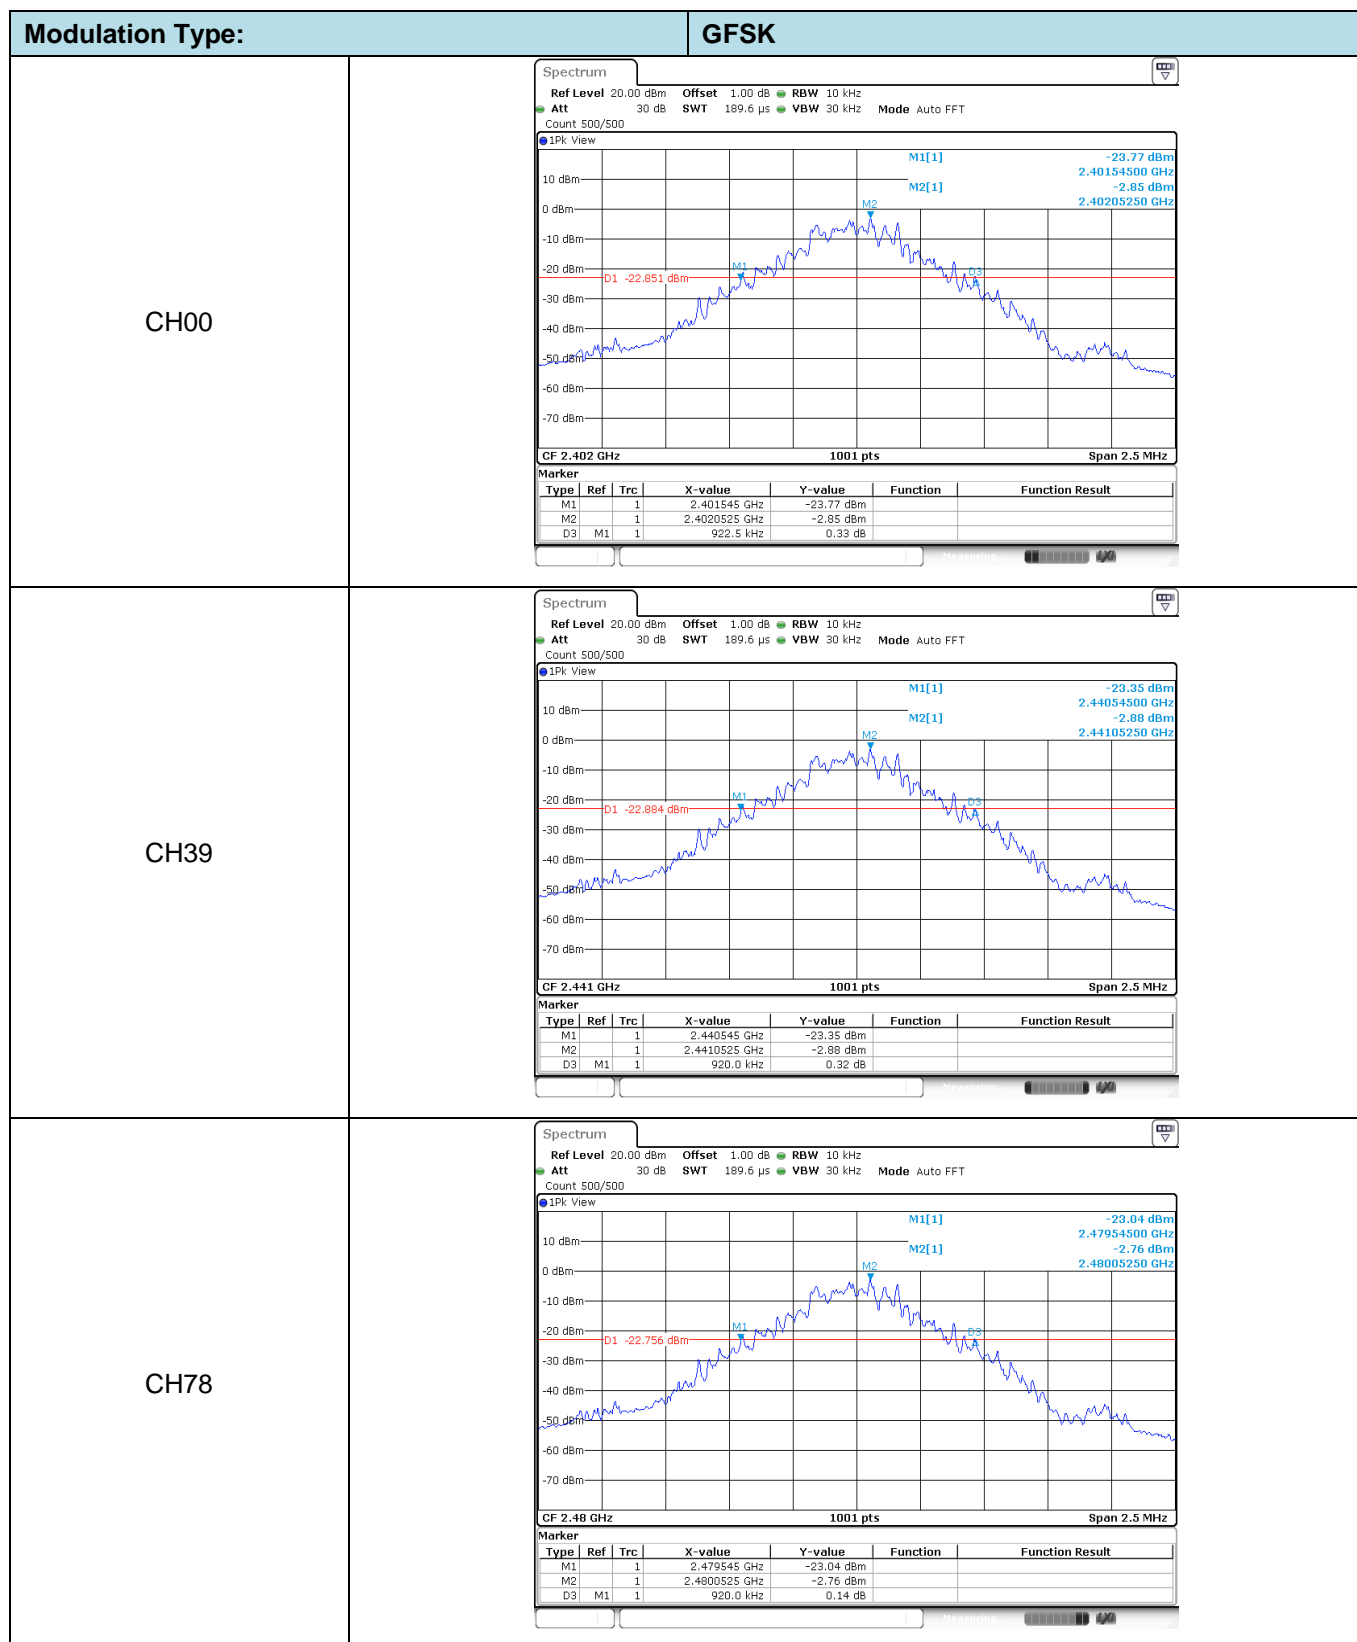 Modulation Type: GFSK
CH00
Spectrum
Ref Level 20.00 dBm Offset 1.00 dB RBW 10 kHz
Att 30 dB SWT 189.6 µs VBW 30 kHz Mode Auto FFT
Count 500/500
1Pk View
M1[1] -23.77 dBm
2.40154500 GHz
M2[1] -2.85 dBm
2.40205250 GHz
10 dBm
M2
0 dBm
-10 dBm
M1
-20 dBm
D3
D1 -22.851 dBm
-30 dBm
-40 dBm
-50 dBm
-60 dBm
-70 dBm
CF 2.402 GHz 1001 pts Span 2.5 MHz
Marker
Type Ref Trc X-value Y-value Function Function Result
M1 1 2.401545 GHz -23.77 dBm
M2 1 2.4020525 GHz -2.85 dBm
D3 M1 1 922.5 kHz 0.33 dB
Measuring...
CH39
Spectrum
Ref Level 20.00 dBm Offset 1.00 dB RBW 10 kHz
Att 30 dB SWT 189.6 µs VBW 30 kHz Mode Auto FFT
Count 500/500
1Pk View
M1[1] -23.35 dBm
2.44054500 GHz
M2[1] -2.88 dBm
2.44105250 GHz
10 dBm
M2
0 dBm
-10 dBm
M1
-20 dBm
D3
D1 -22.884 dBm
-30 dBm
-40 dBm
-50 dBm
-60 dBm
-70 dBm
CF 2.441 GHz 1001 pts Span 2.5 MHz
Marker
Type Ref Trc X-value Y-value Function Function Result
M1 1 2.440545 GHz -23.35 dBm
M2 1 2.4410525 GHz -2.88 dBm
D3 M1 1 920.0 kHz 0.32 dB
Measuring...
CH78
Spectrum
Ref Level 20.00 dBm Offset 1.00 dB RBW 10 kHz
Att 30 dB SWT 189.6 µs VBW 30 kHz Mode Auto FFT
Count 500/500
1Pk View
M1[1] -23.04 dBm
2.47954500 GHz
M2[1] -2.76 dBm
2.48005250 GHz
10 dBm
M2
0 dBm
-10 dBm
M1
-20 dBm
D3
D1 -22.756 dBm
-30 dBm
-40 dBm
-50 dBm
-60 dBm
-70 dBm
CF 2.48 GHz 1001 pts Span 2.5 MHz
Marker
Type Ref Trc X-value Y-value Function Function Result
M1 1 2.479545 GHz -23.04 dBm
M2 1 2.4800525 GHz -2.76 dBm
D3 M1 1 920.0 kHz 0.14 dB
Measuring...